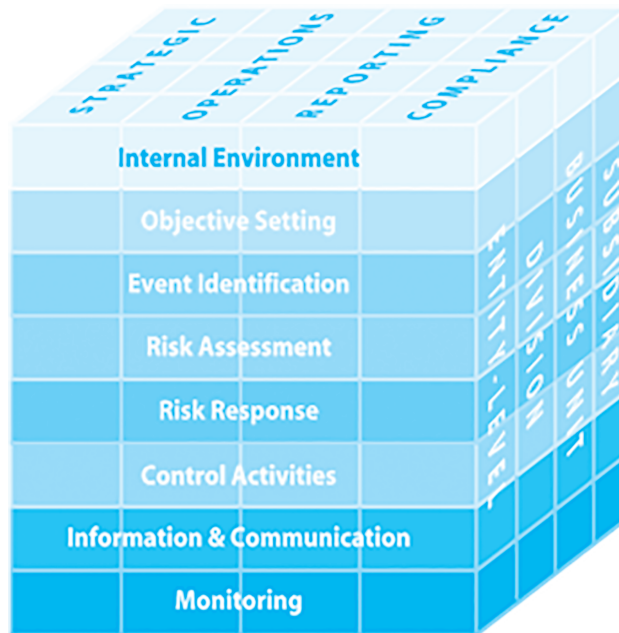 STRATEGIC
OPERATIONS
REPORTING
COMPLIANCE
Internal Environment
Objective Setting
Event Identification
Risk Assessment
Risk Response
Control Activities
Information & Communication
Monitoring
ENTITY-LEVEL
DIVISION
BUSINESS UNIT
SUBSIDIARY